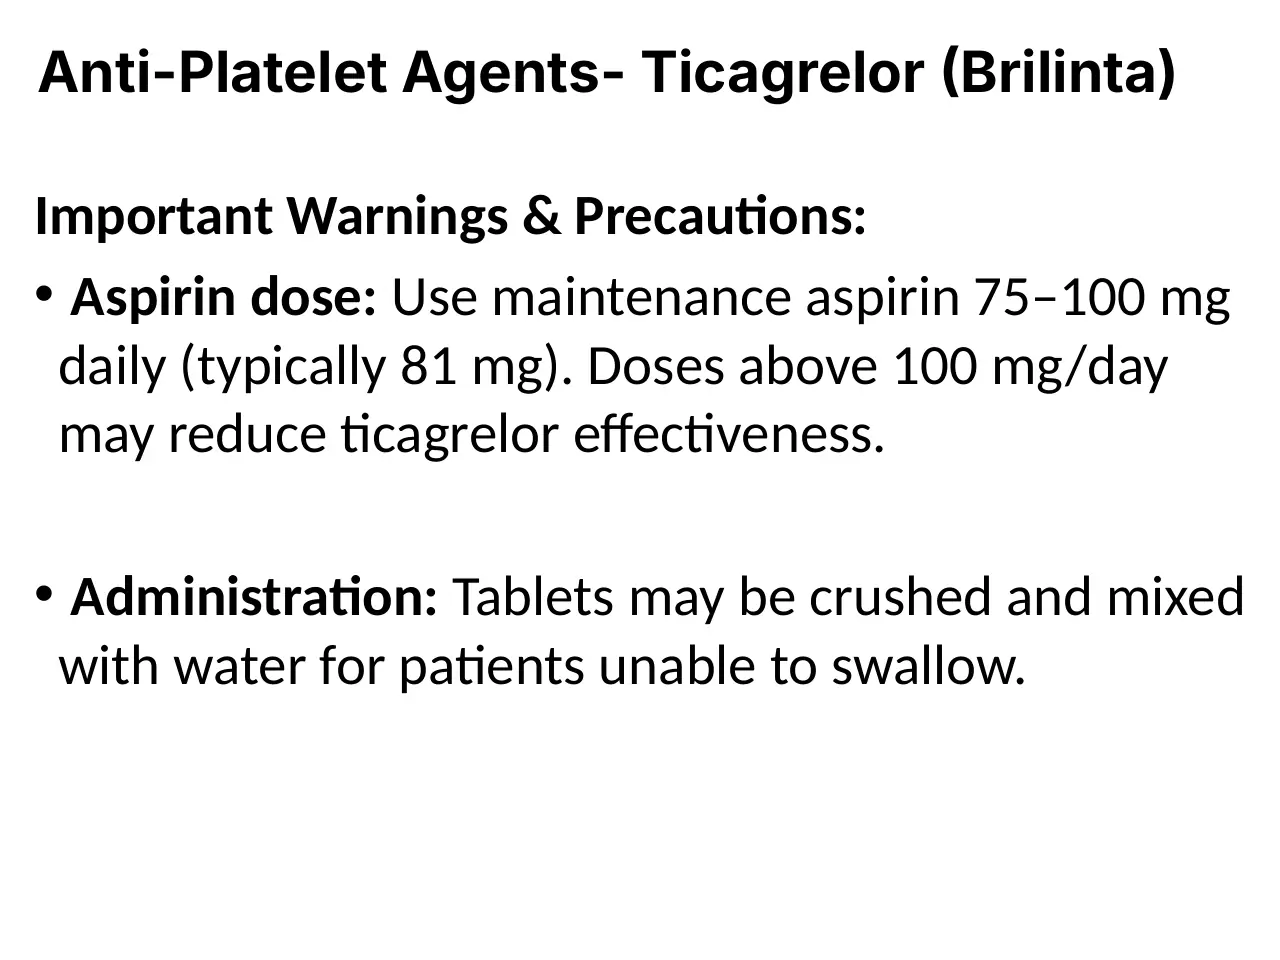 Anti-Platelet Agents- Ticagrelor (Brilinta)
Important Warnings & Precautions:
• Aspirin dose: Use maintenance aspirin 75–100 mg
daily (typically 81 mg). Doses above 100 mg/day
may reduce ticagrelor effectiveness.
• Administration: Tablets may be crushed and mixed
with water for patients unable to swallow.